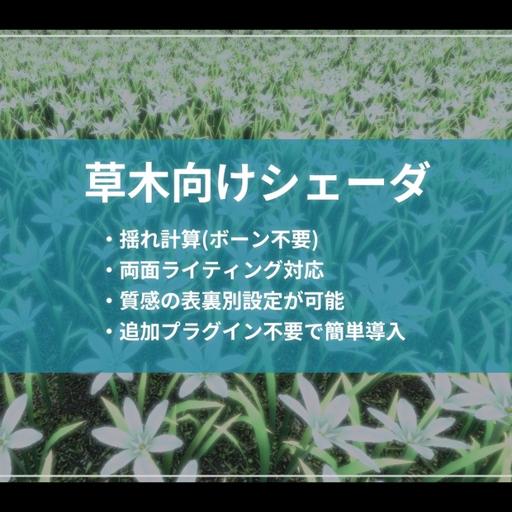 草木向けシェーダ
・揺れ計算(ボーン不要)
・両面ライティング対応
・質感の表裏別設定が可能
・追加プラグイン不要で簡単導入